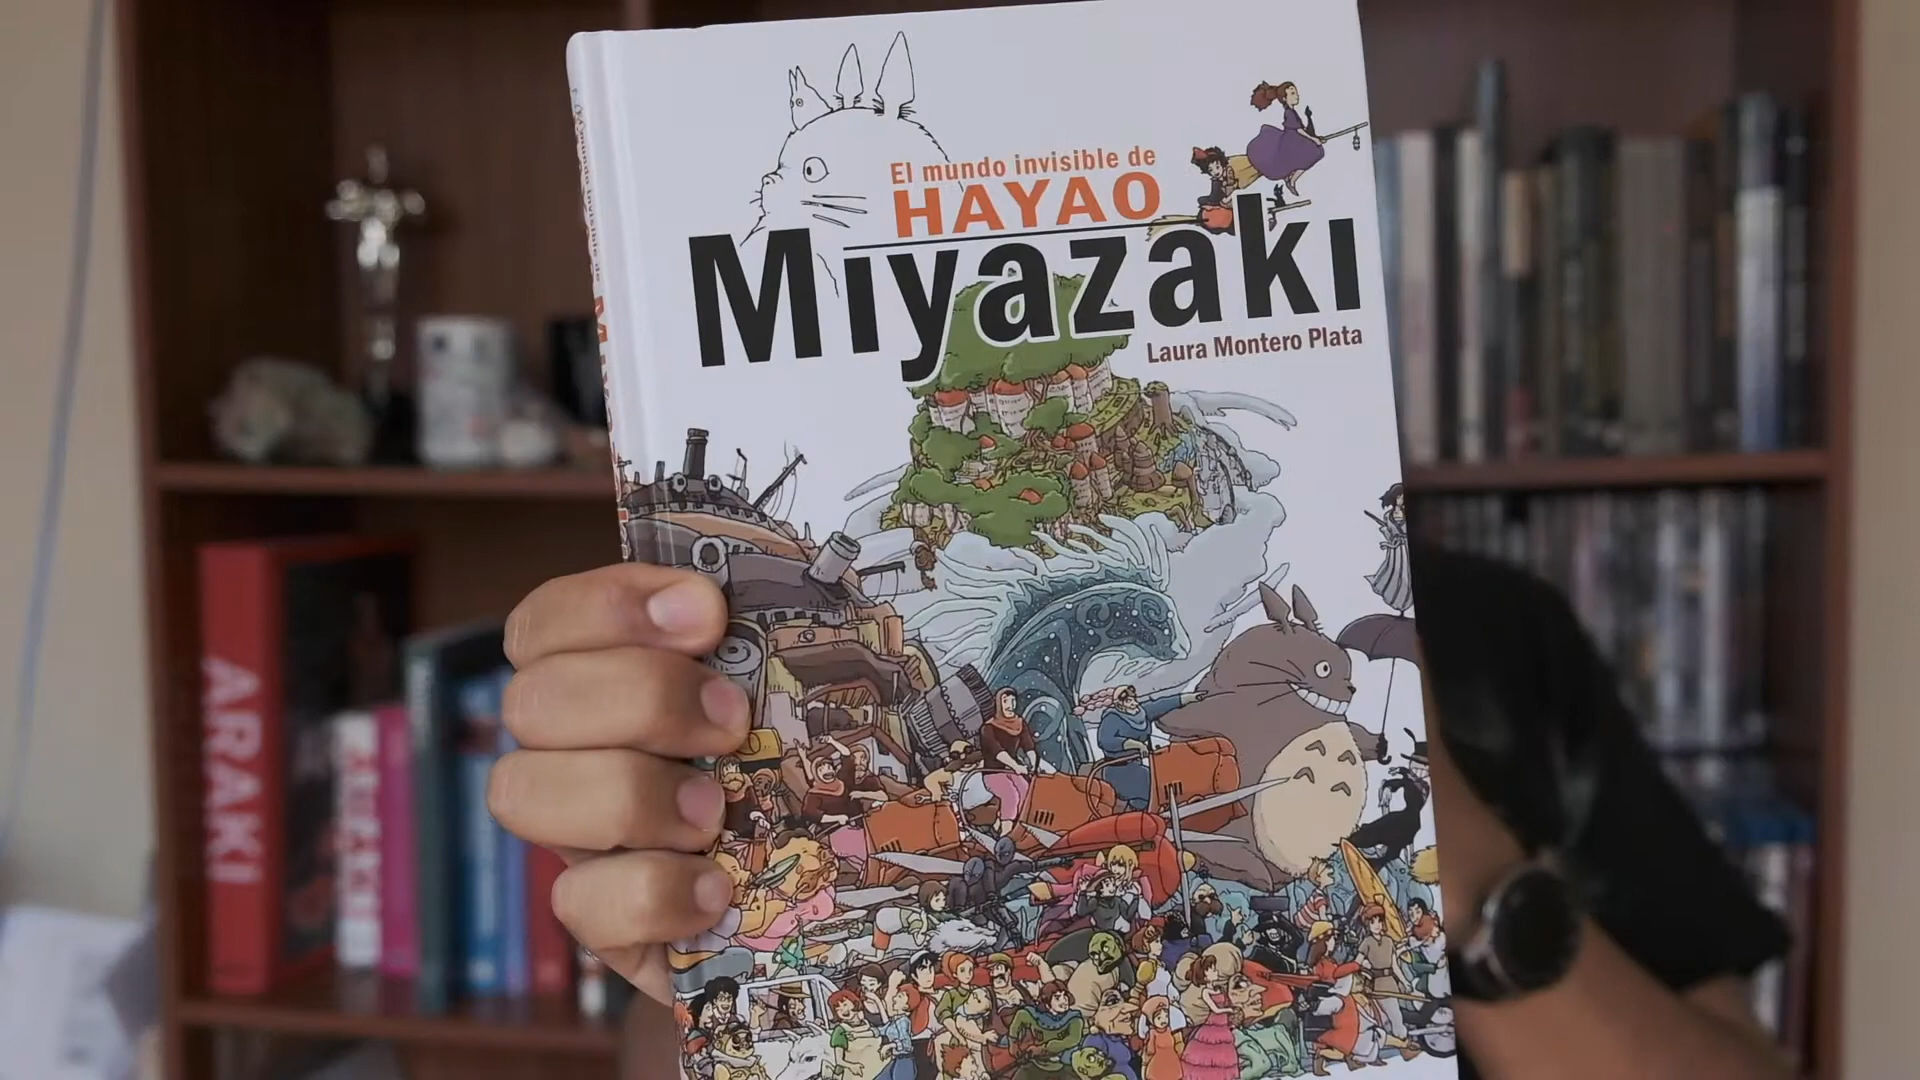 El mundo invisible de
HAYAO
Miyazaki
Laura Montero Plata
ARAKI